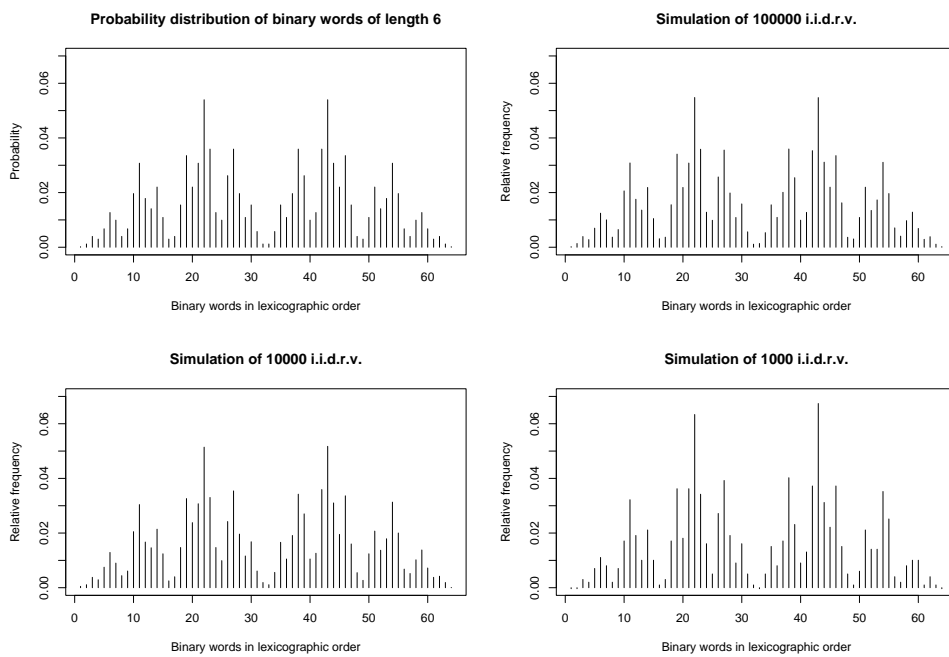 Probability distribution of binary words of length 6
Probability
0.00 0.02 0.04 0.06
0 10 20 30 40 50 60
Binary words in lexicographic order
Simulation of 100000 i.i.d.r.v.
Relative frequency
0.00 0.02 0.04 0.06
0 10 20 30 40 50 60
Binary words in lexicographic order
Simulation of 10000 i.i.d.r.v.
Relative frequency
0.00 0.02 0.04 0.06
0 10 20 30 40 50 60
Binary words in lexicographic order
Simulation of 1000 i.i.d.r.v.
Relative frequency
0.00 0.02 0.04 0.06
0 10 20 30 40 50 60
Binary words in lexicographic order